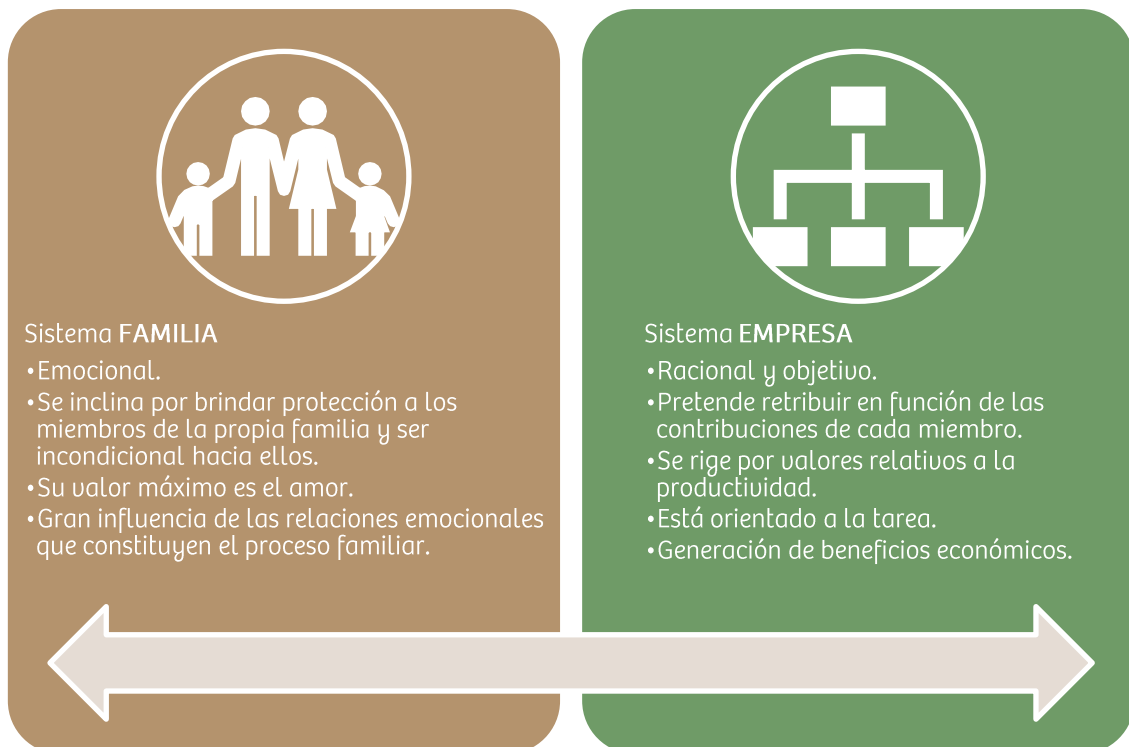 Sistema FAMILIA
•Emocional.
•Se inclina por brindar protección a los
miembros de la propia familia y ser
incondicional hacia ellos.
•Su valor máximo es el amor.
•Gran influencia de las relaciones emocionales
que constituyen el proceso familiar.
Sistema EMPRESA
•Racional y objetivo.
•Pretende retribuir en función de las
contribuciones de cada miembro.
•Se rige por valores relativos a la
productividad.
•Está orientado a la tarea.
•Generación de beneficios económicos.